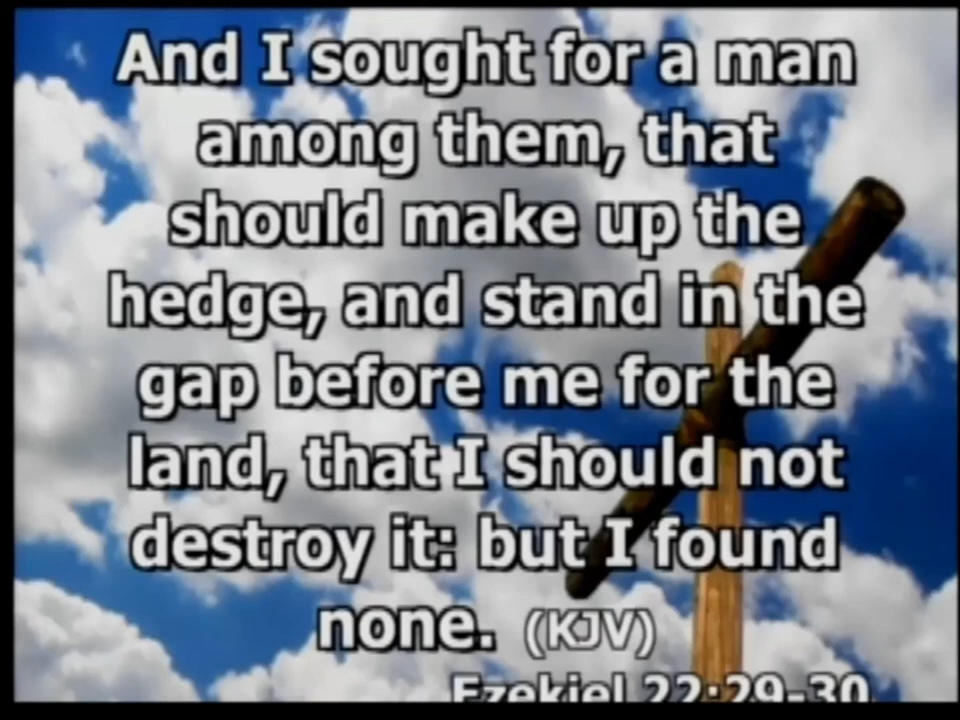 And I sought for a man
among them, that
should make up the
hedge, and stand in the
gap before me for the
land, that I should not
destroy it: but I found
none. (KJV)
Ezekiel 22:29-30